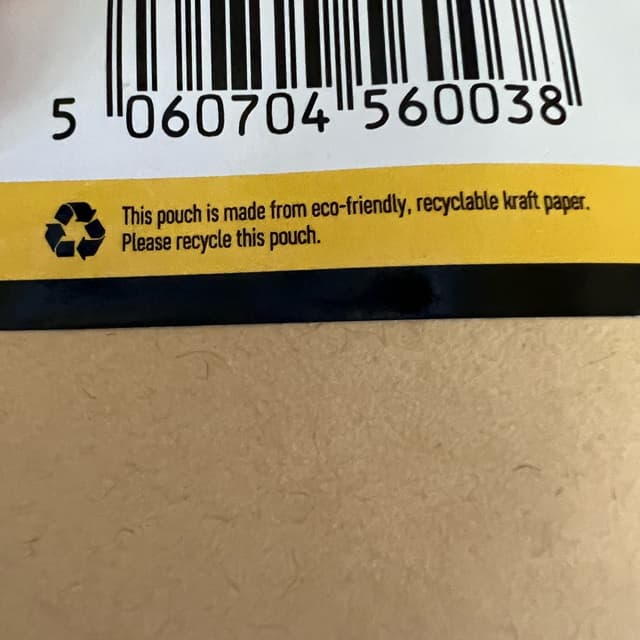 5 060704 560038
This pouch is made from eco-friendly, recyclable kraft paper.
Please recycle this pouch.